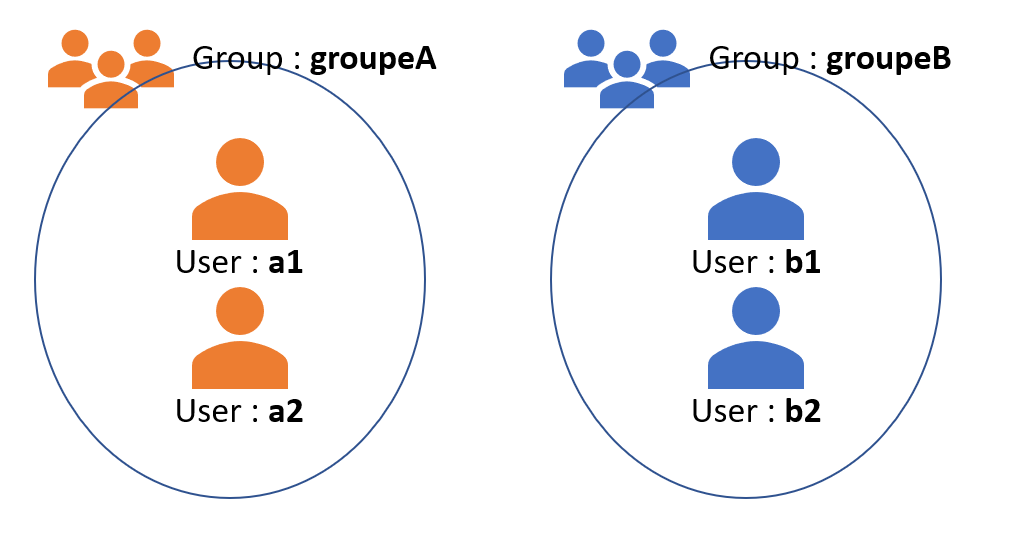 Group : groupeA
User : a1
User : a2
Group : groupeB
User : b1
User : b2